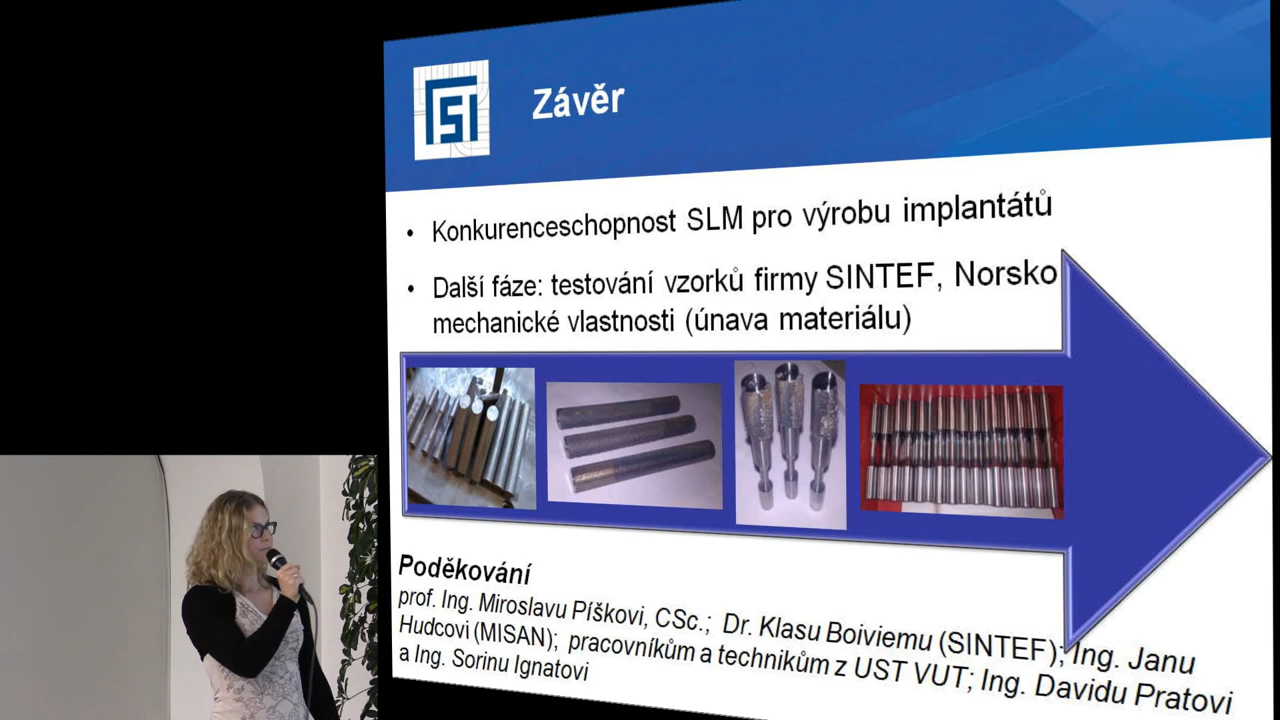 Závěr
• Konkurenceschopnost SLM pro výrobu implantátů
• Další fáze: testování vzorků firmy SINTEF, Norsko
mechanické vlastnosti (únava materiálu)
Poděkování
prof. Ing. Miroslavu Píškovi, CSc.; Dr. Klasu Boiviemu (SINTEF); Ing. Janu
Hudcovi (MISAN); pracovníkům a technikům z UST VUT; Ing. Davidu Pratovi
a Ing. Sorinu Ignatovi